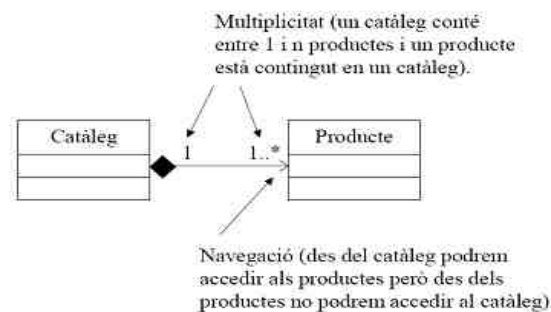 Multiplicitat (un catàleg conté
entre 1 i n productes i un producte
està contingut en un catàleg).
Catàleg
1
1..*
Producte
Navegació (des del catàleg podrem
accedir als productes però des dels
productes no podrem accedir al catàleg)